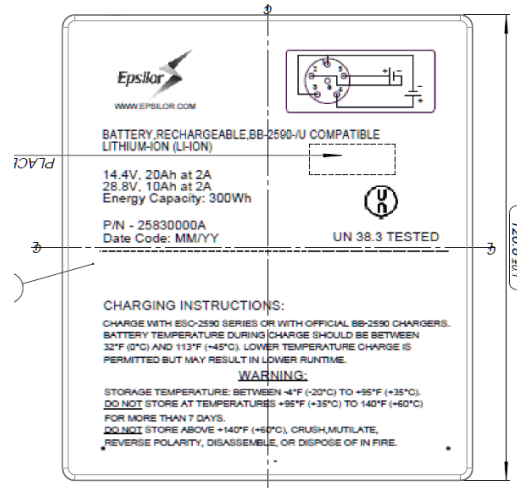 Epsilor
WWW.EPSILOR.COM
BATTERY,RECHARGEABLE,BB-2590-/U COMPATIBLE
LITHIUM-ION (LI-ION)
PLACE
14.4V, 20Ah at 2A
28.8V, 10Ah at 2A
Energy Capacity: 300Wh
P/N - 25830000A
Date Code: MM/YY
UN
UN 38.3 TESTED
CHARGING INSTRUCTIONS:
CHARGE WITH ESC-2590 SERIES OR WITH OFFICIAL BB-2590 CHARGERS.
BATTERY TEMPERATURE DURING CHARGE SHOULD BE BETWEEN
32°F (0°C) AND 113°F (+45°C). LOWER TEMPERATURE CHARGE IS
PERMITTED BUT MAY RESULT IN LOWER RUNTIME.
WARNING:
STORAGE TEMPERATURE: BETWEEN -4°F (-20°C) TO +95°F (+35°C).
DO NOT STORE AT TEMPERATURES +95°F (+35°C) TO 140°F (+60°C)
FOR MORE THAN 7 DAYS.
DO NOT STORE ABOVE +140°F (+60°C), CRUSH,MUTILATE,
REVERSE POLARITY, DISASSEMBLE, OR DISPOSE OF IN FIRE.